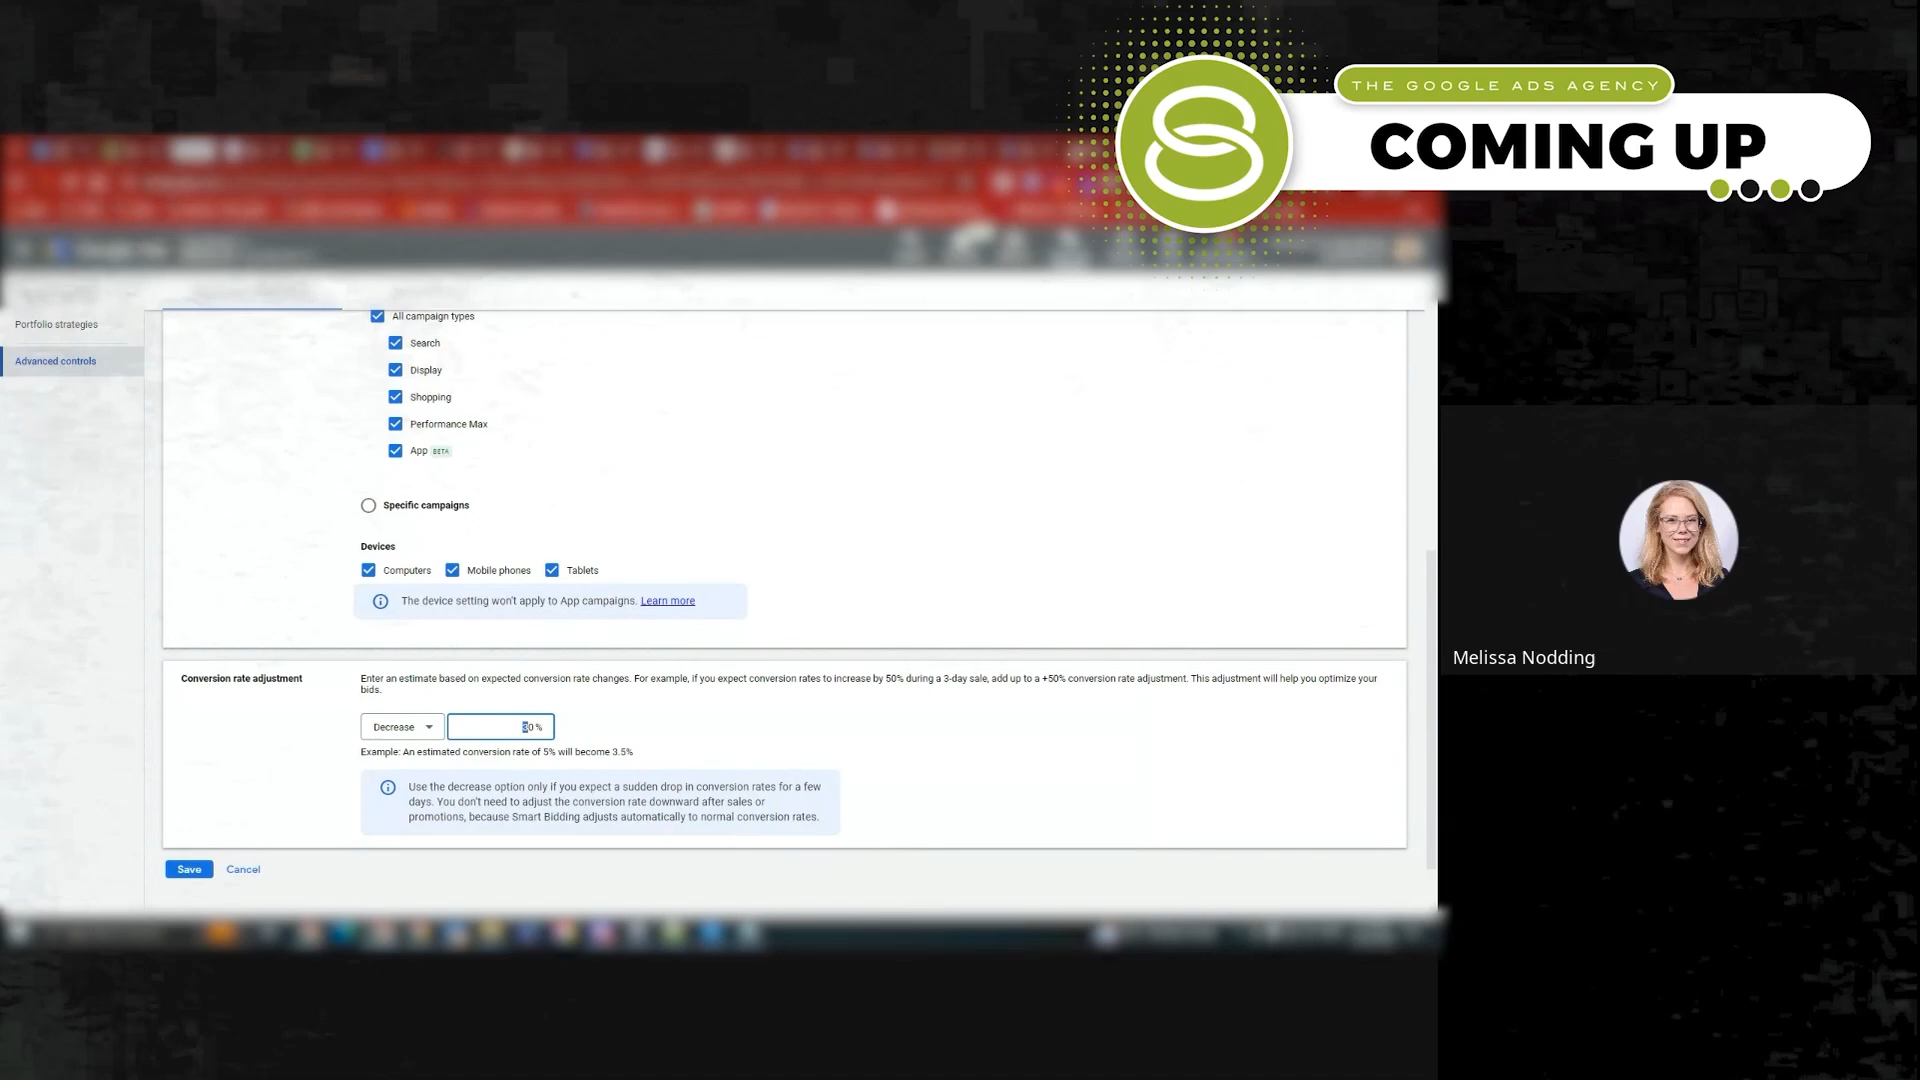 THE GOOGLE ADS AGENCY
COMING UP
Portfolio strategies
Advanced controls
All campaign types
Search
Display
Shopping
Performance Max
App BETA
Specific campaigns
Devices
Computers Mobile phones Tablets
The device setting won't apply to App campaigns. Learn more
Conversion rate adjustment
Enter an estimate based on expected conversion rate changes. For example, if you expect conversion rates to increase by 50% during a 3-day sale, add up to a +50% conversion rate adjustment. This adjustment will help you optimize your
bids.
Decrease 30%
Example: An estimated conversion rate of 5% will become 3.5%
Use the decrease option only if you expect a sudden drop in conversion rates for a few
days. You don't need to adjust the conversion rate downward after sales or
promotions, because Smart Bidding adjusts automatically to normal conversion rates.
Save Cancel
Melissa Nodding